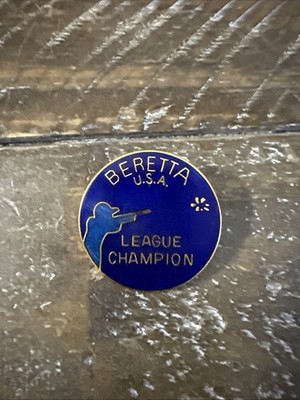 BERETTA
U.S.A.
LEAGUE
CHAMPION